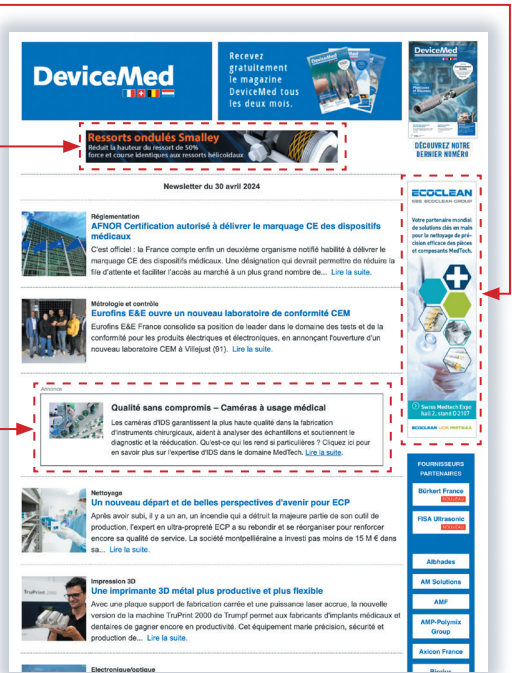 DeviceMed
Recevez
gratuitement
le magazine
DeviceMed tous
les deux mois.
DeviceMed
DÉCOUVREZ NOTRE
DERNIER NUMÉRO
Ressorts ondulés Smalley
Réduit la hauteur du ressort de 50%
force et course identiques aux ressorts hélicoïdaux
Newsletter du 30 avril 2024
Réglementation
AFNOR Certification autorisé à délivrer le marquage CE des dispositifs
médicaux
C'est officiel : la France compte enfin un deuxième organisme notifié habilité à délivrer le
marquage CE des dispositifs médicaux. Une désignation qui devrait permettre de réduire la
file d'attente et faciliter l'accès au marché à un plus grand nombre de... Lire la suite.
Métrologie et contrôle
Eurofins E&E ouvre un nouveau laboratoire de conformité CEM
Eurofins E&E France consolide sa position de leader dans le domaine des tests et de la
conformité pour les produits électriques et électroniques, en annonçant l'ouverture d'un
nouveau laboratoire CEM à Villejust (91). Lire la suite.
Annonce
Qualité sans compromis – Caméras à usage médical
Les caméras d'IDS garantissent la plus haute qualité dans la fabrication
d'instruments chirurgicaux, aident à analyser des échantillons et soutiennent le
diagnostic et la rééducation. Qu'est-ce qui les rend si particulières ? Cliquez ici pour
en savoir plus sur l'expertise d'IDS dans le domaine MedTech. Lire la suite.
Nettoyage
Un nouveau départ et de belles perspectives d'avenir pour ECP
Après avoir subi, il y a un an, un incendie qui a détruit la majeure partie de son outil de
production, l'expert en ultra-propreté ECP a su rebondir et se réorganiser pour renforcer
encore sa qualité de service. La société montpelliéraine a investi pas moins de 15 M € dans
sa... Lire la suite.
TruPrint 2000
Impression 3D
Une imprimante 3D métal plus productive et plus flexible
Avec une plaque support de fabrication carrée et une puissance laser accrue, la nouvelle
version de la machine TruPrint 2000 de Trumpf permet aux fabricants d'implants médicaux et
dentaires de gagner encore en productivité. Cet équipement marie précision, sécurité et
production de... Lire la suite.
Electronique/optique
ECOCLEAN
SBS ECOCLEAN GROUP
Votre partenaire mondial
de solutions clés en main
pour le nettoyage de pré-
cision efficace des pièces
et composants MedTech.
Swiss Medtech Expo
hall 2, stand D 2107
ECOCLEAN UCM MHITRAA
FOURNISSEURS
PARTENAIRES
Bürkert France
NOUVEAU
FISA Ultrasonic
NOUVEAU
Albhades
AM Solutions
AMF
AMP-Polymix
Group
Axicon France